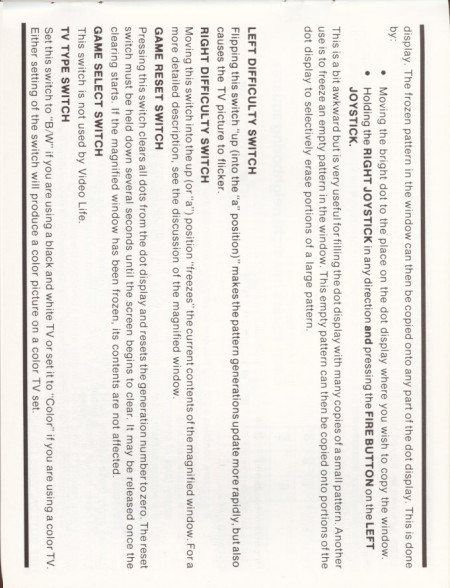 display. The frozen pattern in the window can then be copied onto any part of the dot display. This is done
by:
• Moving the bright dot to the place on the dot display where you wish to copy the window.
• Holding the RIGHT JOYSTICK in any direction and pressing the FIRE BUTTON on the LEFT
JOYSTICK.
This is a bit awkward but is very useful for filling the dot display with many copies of a small pattern. Another
use is to freeze an empty pattern in the window. This empty pattern can then be copied onto portions of the
dot display to selectively erase portions of a large pattern.
LEFT DIFFICULTY SWITCH
Flipping this switch "up (into the "a" position)" makes the pattern generations update more rapidly, but also
causes the TV picture to flicker.
RIGHT DIFFICULTY SWITCH
Moving this switch into the up (or "a") position "freezes" the current contents of the magnified window. For a
more detailed description, see the discussion of the magnified window.
GAME RESET SWITCH
Pressing this switch clears all dots from the dot display and resets the generation number to zero. The reset
switch must be held down several seconds until the screen begins to clear. It may be released once the
clearing starts. If the magnified window has been frozen, its contents are not affected.
GAME SELECT SWITCH
This switch is not used by Video Life.
TV TYPE SWITCH
Set this switch to "B/W" if you are using a black and white TV or set it to "Color" if you are using a color TV.
Either setting of the switch will produce a color picture on a color TV set.